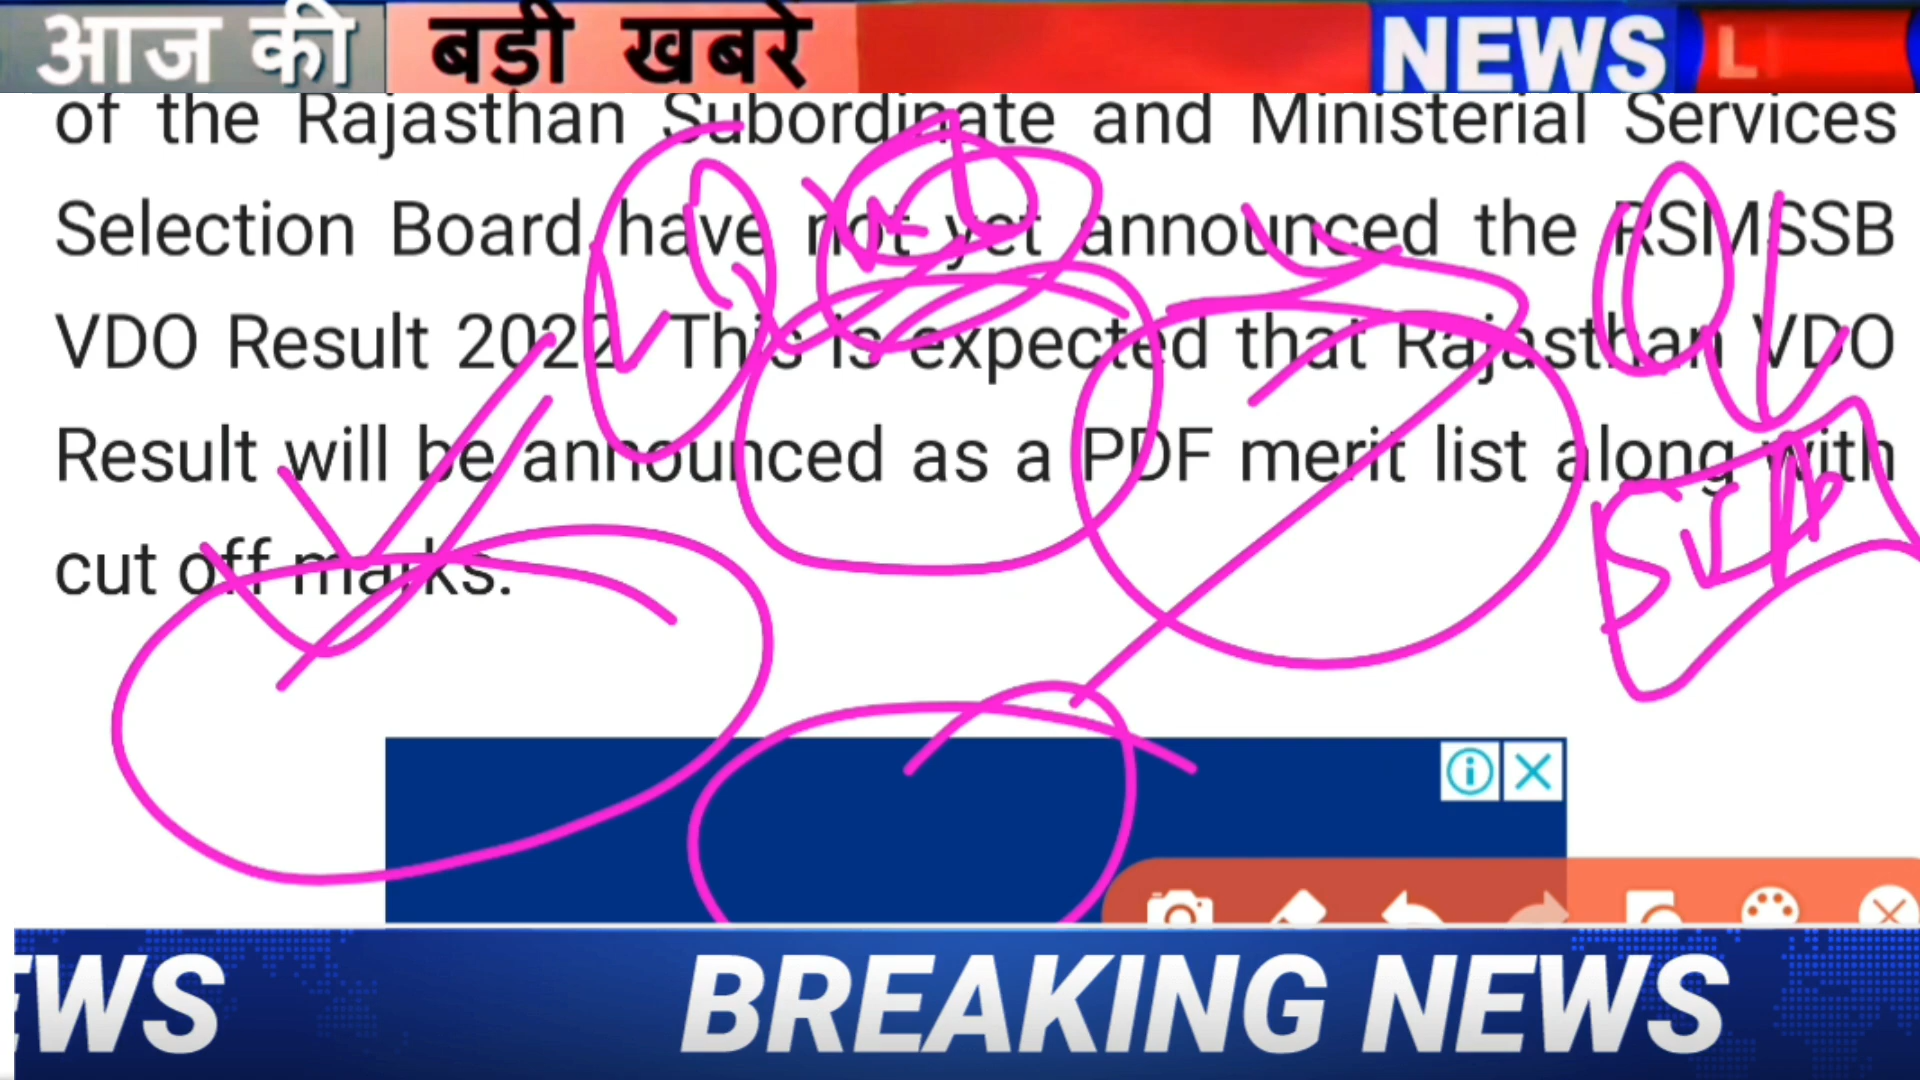 आज की बडी खबरे NEWS L
of the Rajasthan Subordinate and Ministerial Services
Selection Board have not yet announced the RSMSSB
VDO Result 2022. This is expected that Rajasthan VDO
Result will be announced as a PDF merit list along with
cut off marks.
EWS BREAKING NEWS